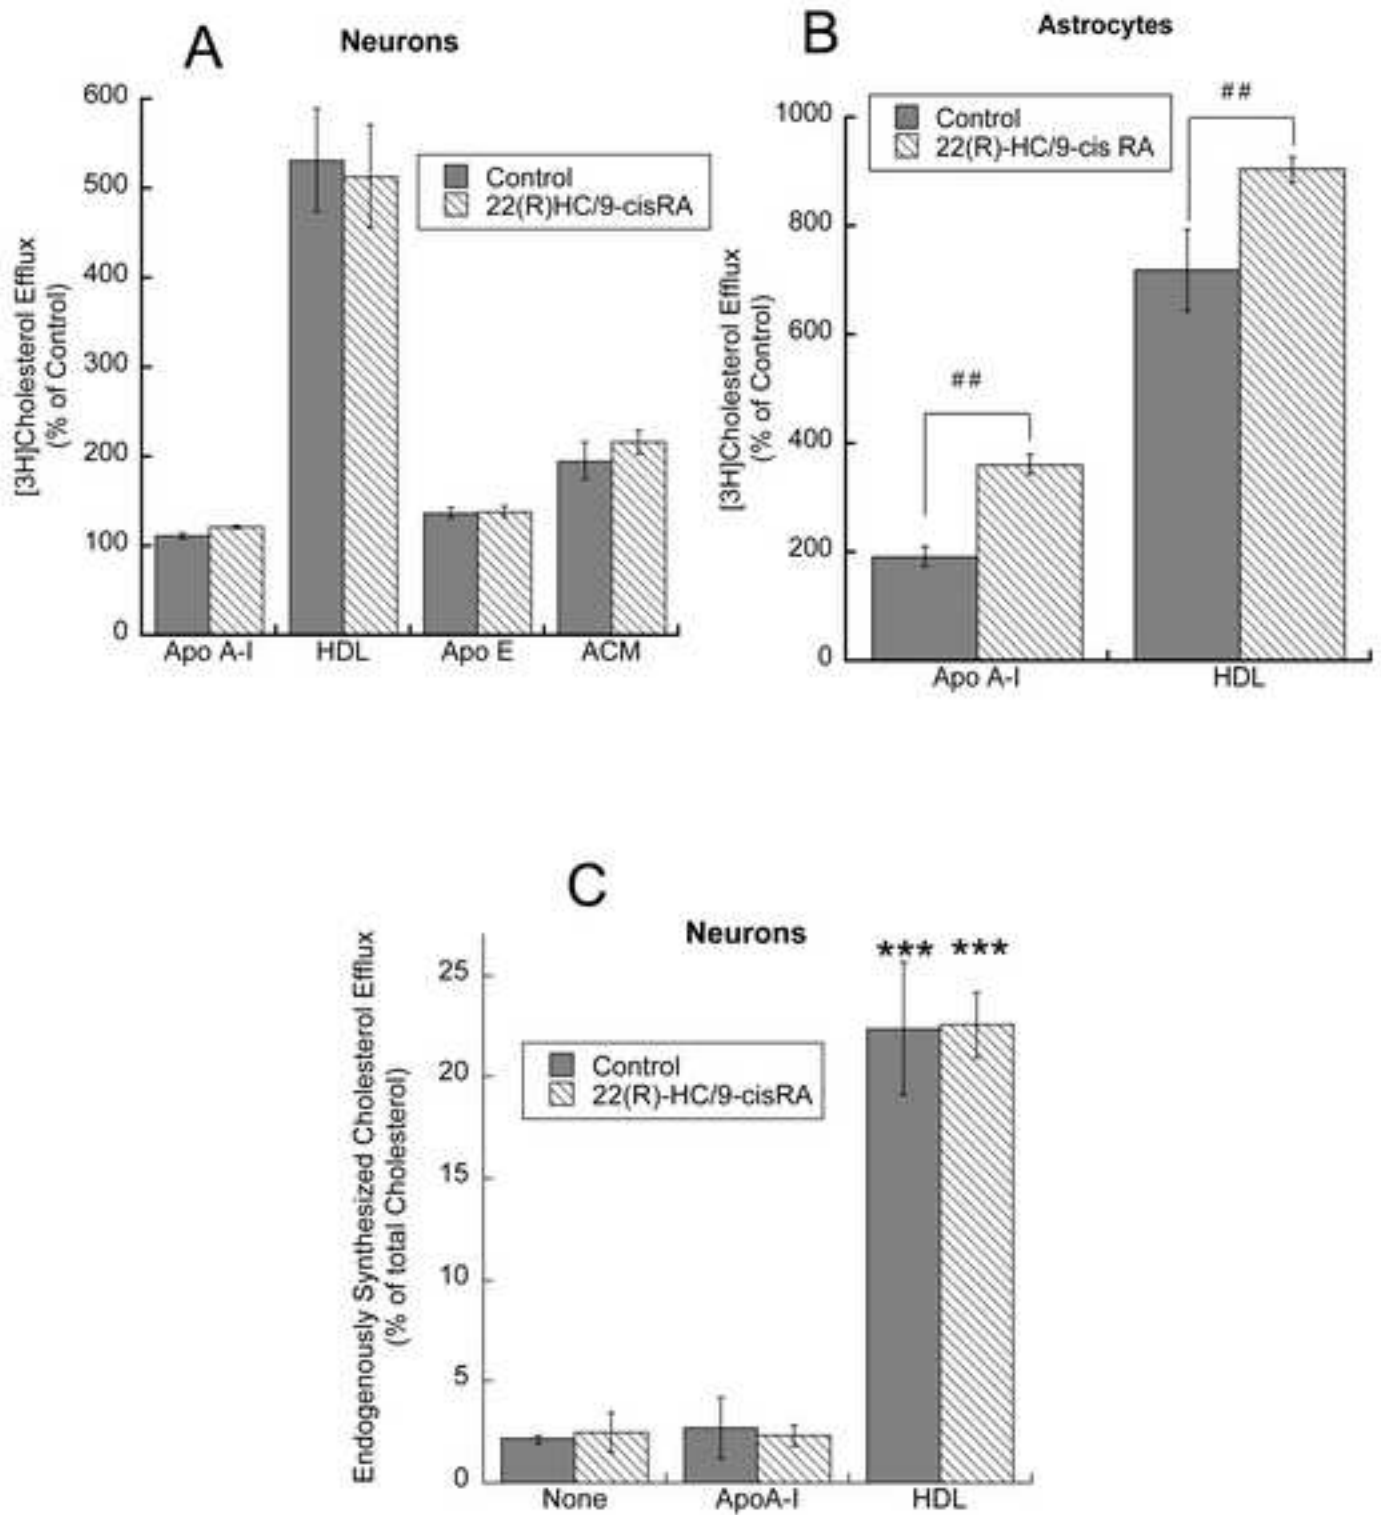 A
Neurons
[3H]Cholesterol Efflux
(% of Control)
600
500
400
300
200
100
0
Control
22(R)HC/9-cisRA
Apo A-I
HDL
Apo E
ACM
B
Astrocytes
[3H]Cholesterol Efflux
(% of Control)
1000
800
600
400
200
0
Control
22(R)-HC/9-cis RA
##
##
Apo A-I
HDL
C
Neurons
Endogenously Synthesized Cholesterol Efflux
(% of total Cholesterol)
25
20
15
10
5
0
Control
22(R)-HC/9-cisRA
*** ***
None
ApoA-I
HDL